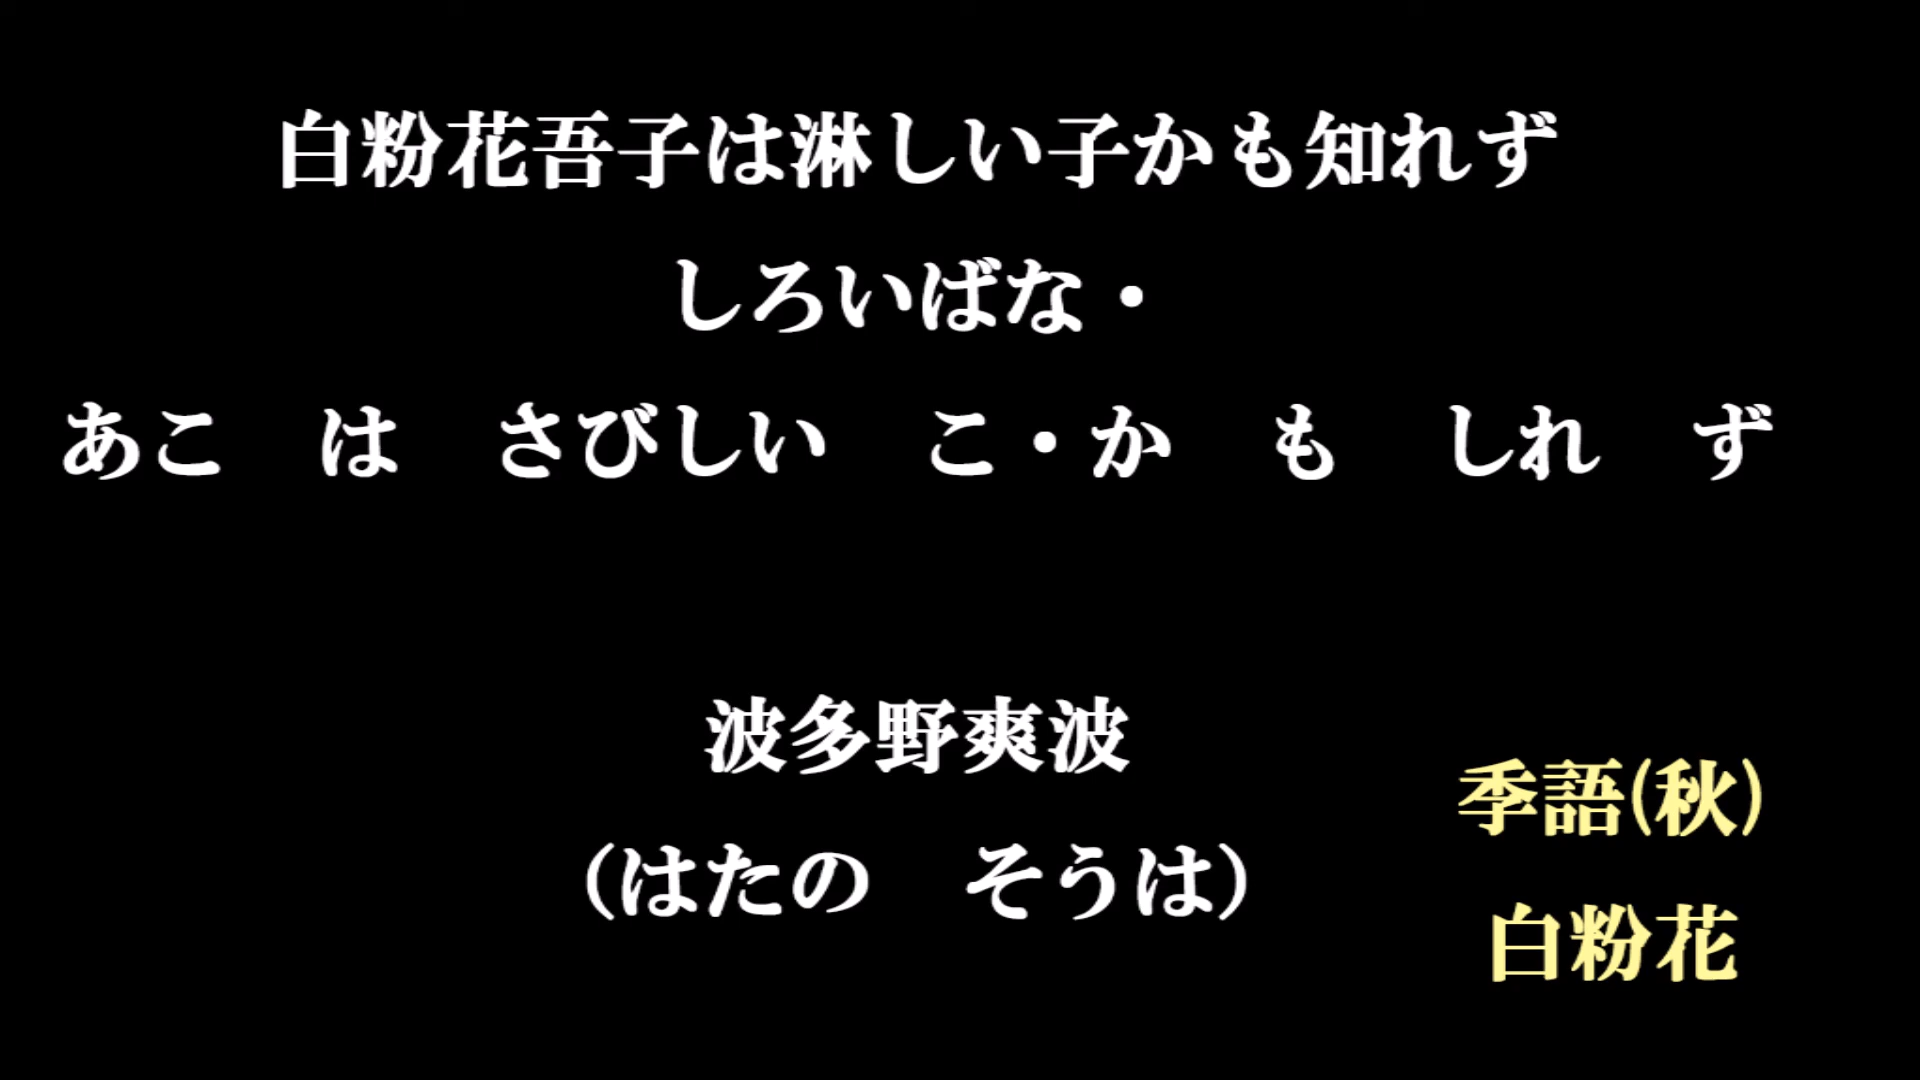 白粉花吾子は淋しい子かも知れず
しろいばな・
あこ　は　さびしい　こ・か　も　しれ　ず
波多野爽波
（はたの　そうは）
季語(秋)
白粉花